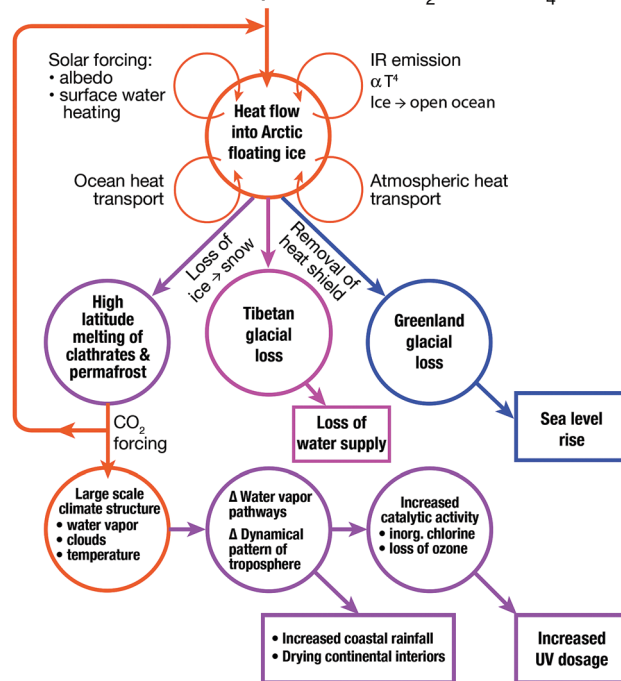 2 4
Solar forcing:
• albedo
• surface water
heating
IR emission
α T⁴
Ice → open ocean
Heat flow
into Arctic
floating ice
Ocean heat
transport
Atmospheric heat
transport
Loss of
ice → snow
Removal of
heat shield
High
latitude
melting of
clathrates &
permafrost
Tibetan
glacial
loss
Greenland
glacial
loss
Loss of
water supply
Sea level
rise
CO₂
forcing
Large scale
climate structure
• water vapor
• clouds
• temperature
Δ Water vapor
pathways
Δ Dynamical
pattern of
troposphere
Increased
catalytic activity
• inorg. chlorine
• loss of ozone
• Increased coastal rainfall
• Drying continental interiors
Increased
UV dosage